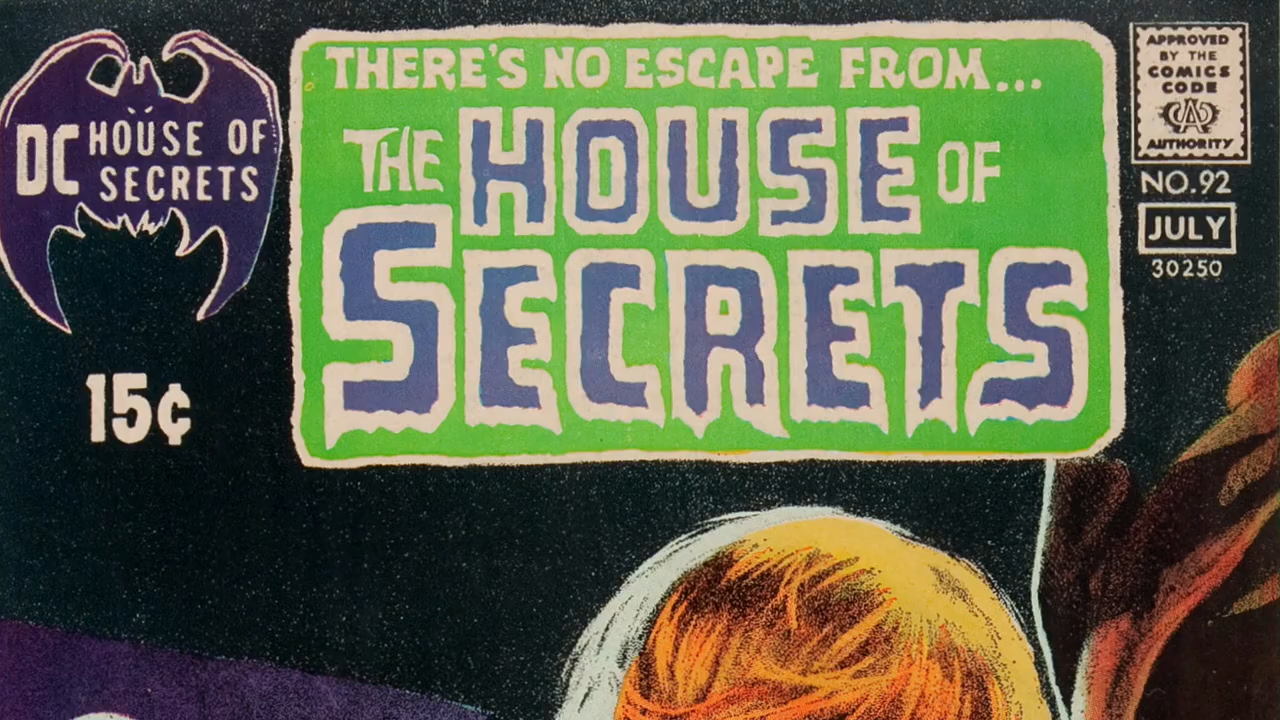 DC HOUSE OF
SECRETS
15¢
THERE'S NO ESCAPE FROM...
THE HOUSE OF
SECRETS
APPROVED
BY THE
COMICS
CODE
CA
AUTHORITY
NO.92
JULY
30250